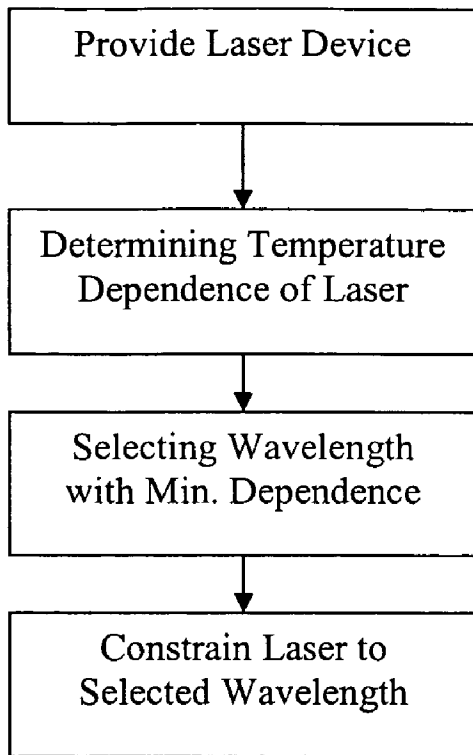 Provide Laser Device
Determining Temperature
Dependence of Laser
Selecting Wavelength
with Min. Dependence
Constrain Laser to
Selected Wavelength